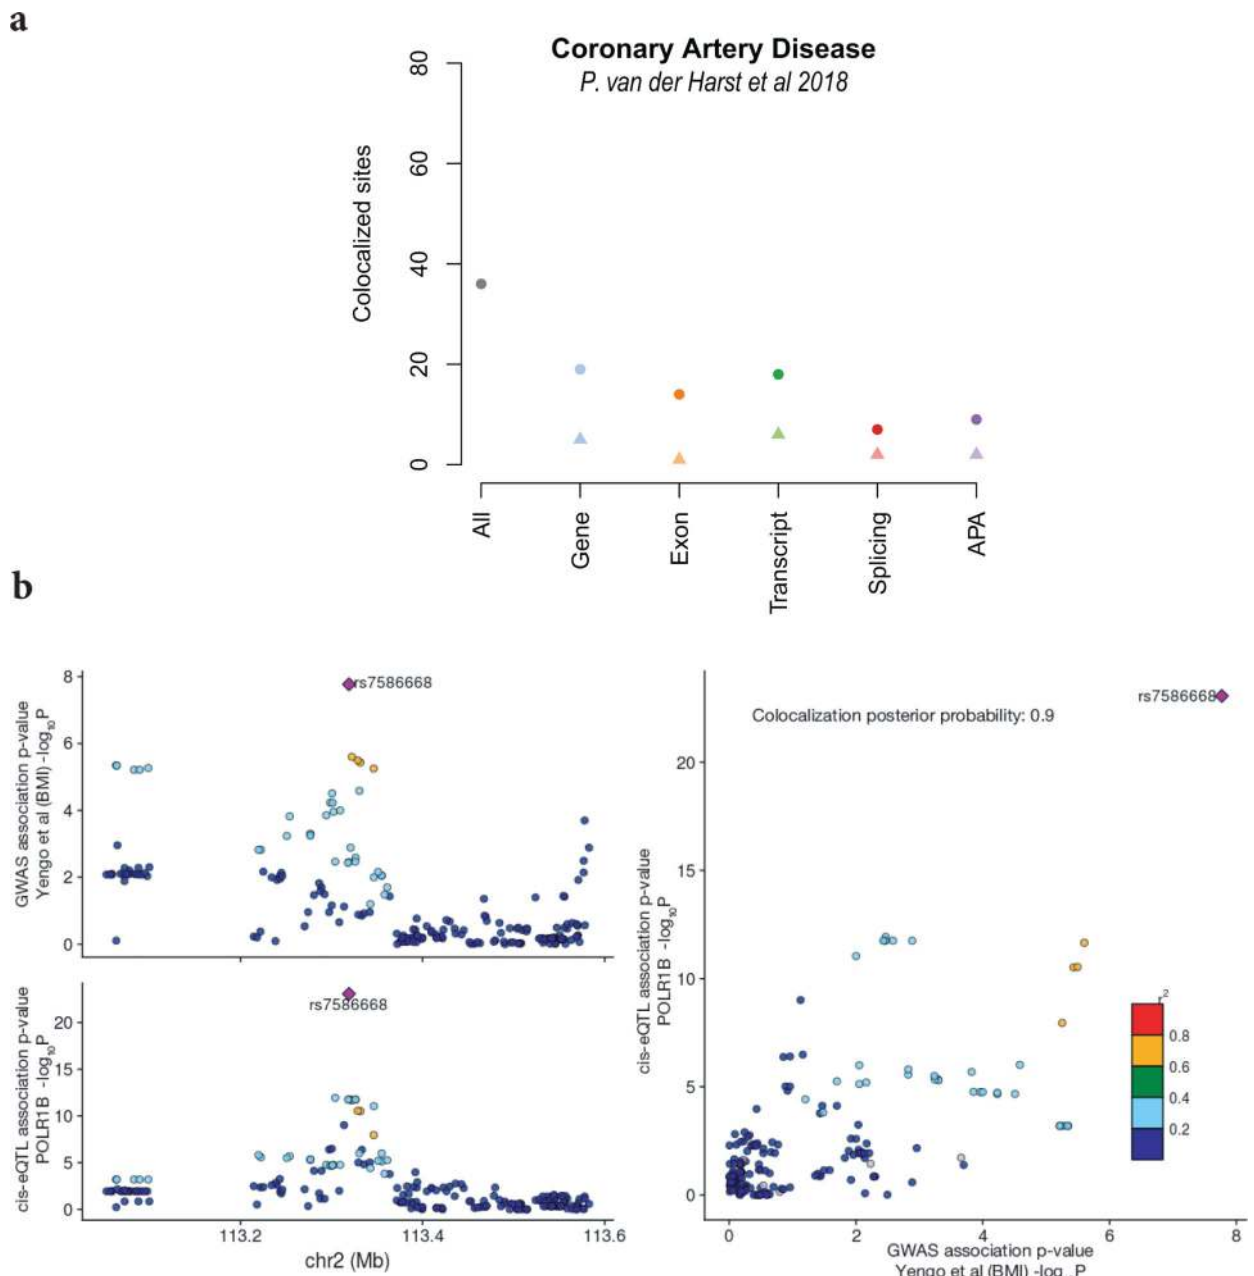 a
Coronary Artery Disease
P. van der Harst et al 2018
Colocalized sites
80
60
40
20
0
All
Gene
Exon
Transcript
Splicing
APA
b
GWAS association p-value
Yengo et al (BMI) -log10P
8
6
4
2
0
rs7586668
cis-eQTL association p-value
POLR1B -log10P
20
15
10
5
0
rs7586668
113.2
113.4
113.6
chr2 (Mb)
rs7586668
Colocalization posterior probability: 0.9
cis-eQTL association p-value
POLR1B -log10P
20
15
10
5
0
r2
0.8
0.6
0.4
0.2
0
2
4
6
8
GWAS association p-value
Yengo et al (BMI) -log10P